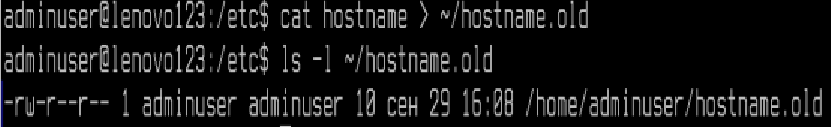 adminuser@lenovo123:/etc$ cat hostname > ~/hostname.old
adminuser@lenovo123:/etc$ ls -l ~/hostname.old
-rw-r--r-- 1 adminuser adminuser 10 сен 29 16:08 /home/adminuser/hostname.old